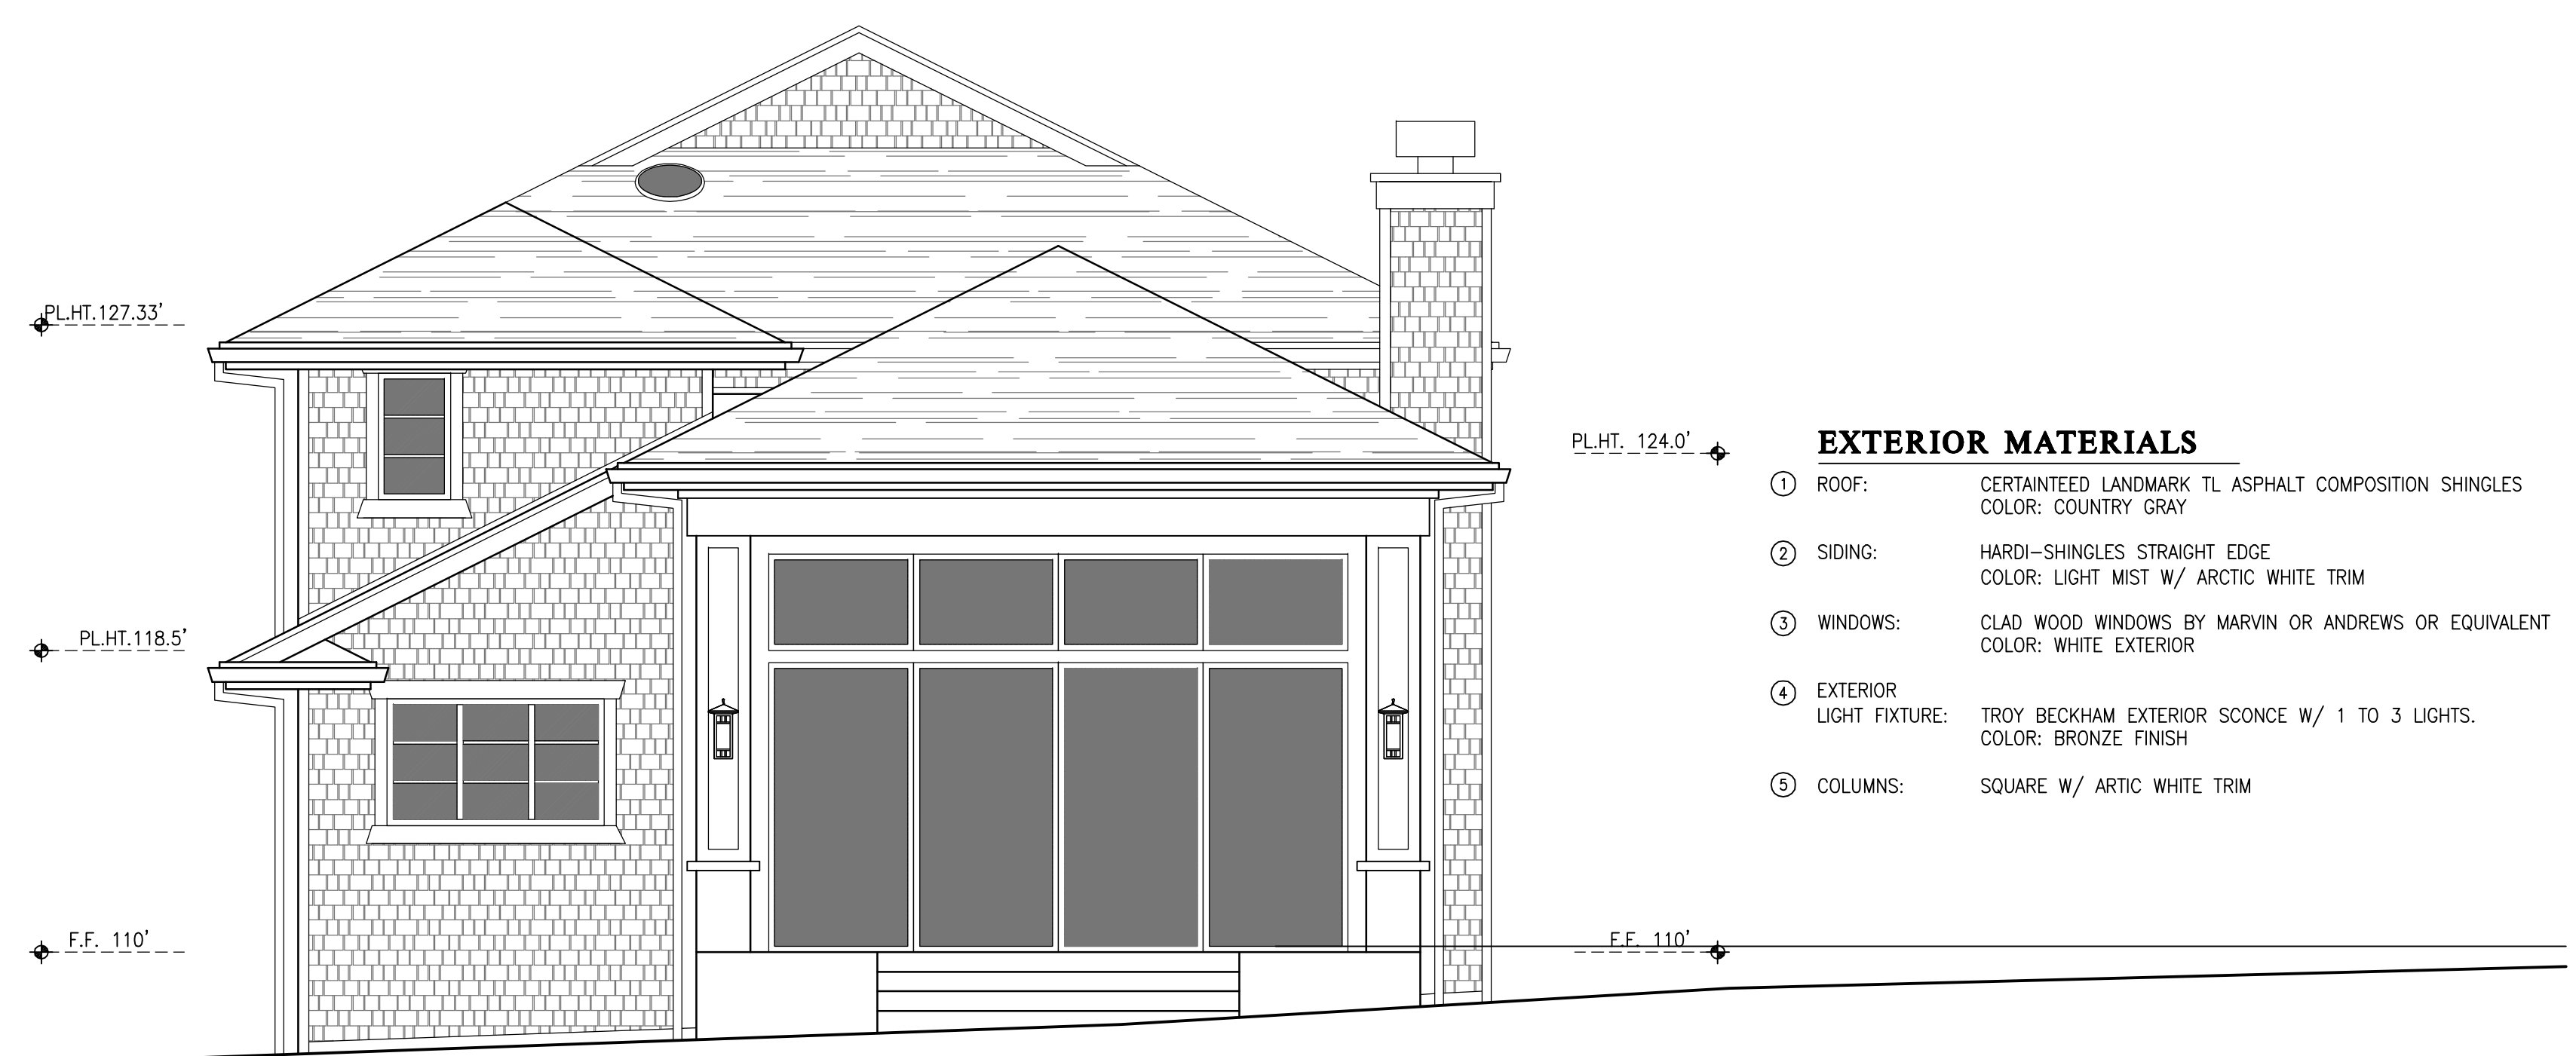 PL.HT.127.33'
PL.HT.118.5'
F.F. 110'
PL.HT. 124.0'
F.F. 110'
EXTERIOR MATERIALS
1 ROOF: CERTAINTEED LANDMARK TL ASPHALT COMPOSITION SHINGLES
COLOR: COUNTRY GRAY
2 SIDING: HARDI-SHINGLES STRAIGHT EDGE
COLOR: LIGHT MIST W/ ARCTIC WHITE TRIM
3 WINDOWS: CLAD WOOD WINDOWS BY MARVIN OR ANDREWS OR EQUIVALENT
COLOR: WHITE EXTERIOR
4 EXTERIOR
LIGHT FIXTURE: TROY BECKHAM EXTERIOR SCONCE W/ 1 TO 3 LIGHTS.
COLOR: BRONZE FINISH
5 COLUMNS: SQUARE W/ ARTIC WHITE TRIM